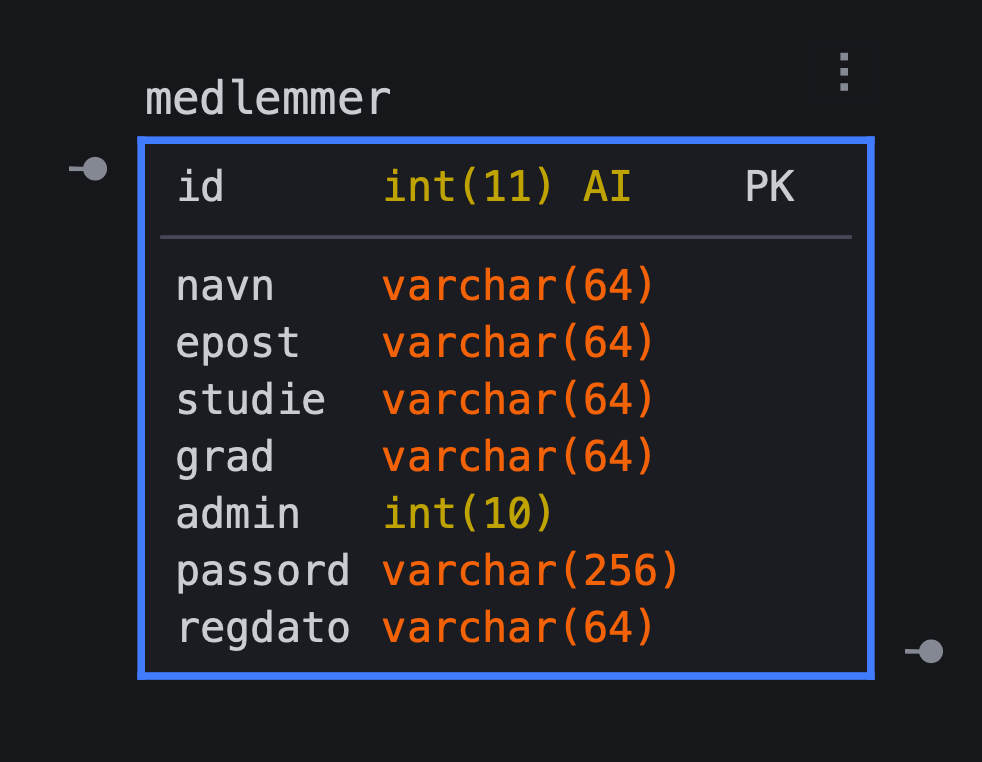 medlemmer
id int(11) AI PK
navn varchar(64)
epost varchar(64)
studie varchar(64)
grad varchar(64)
admin int(10)
passord varchar(256)
regdato varchar(64)